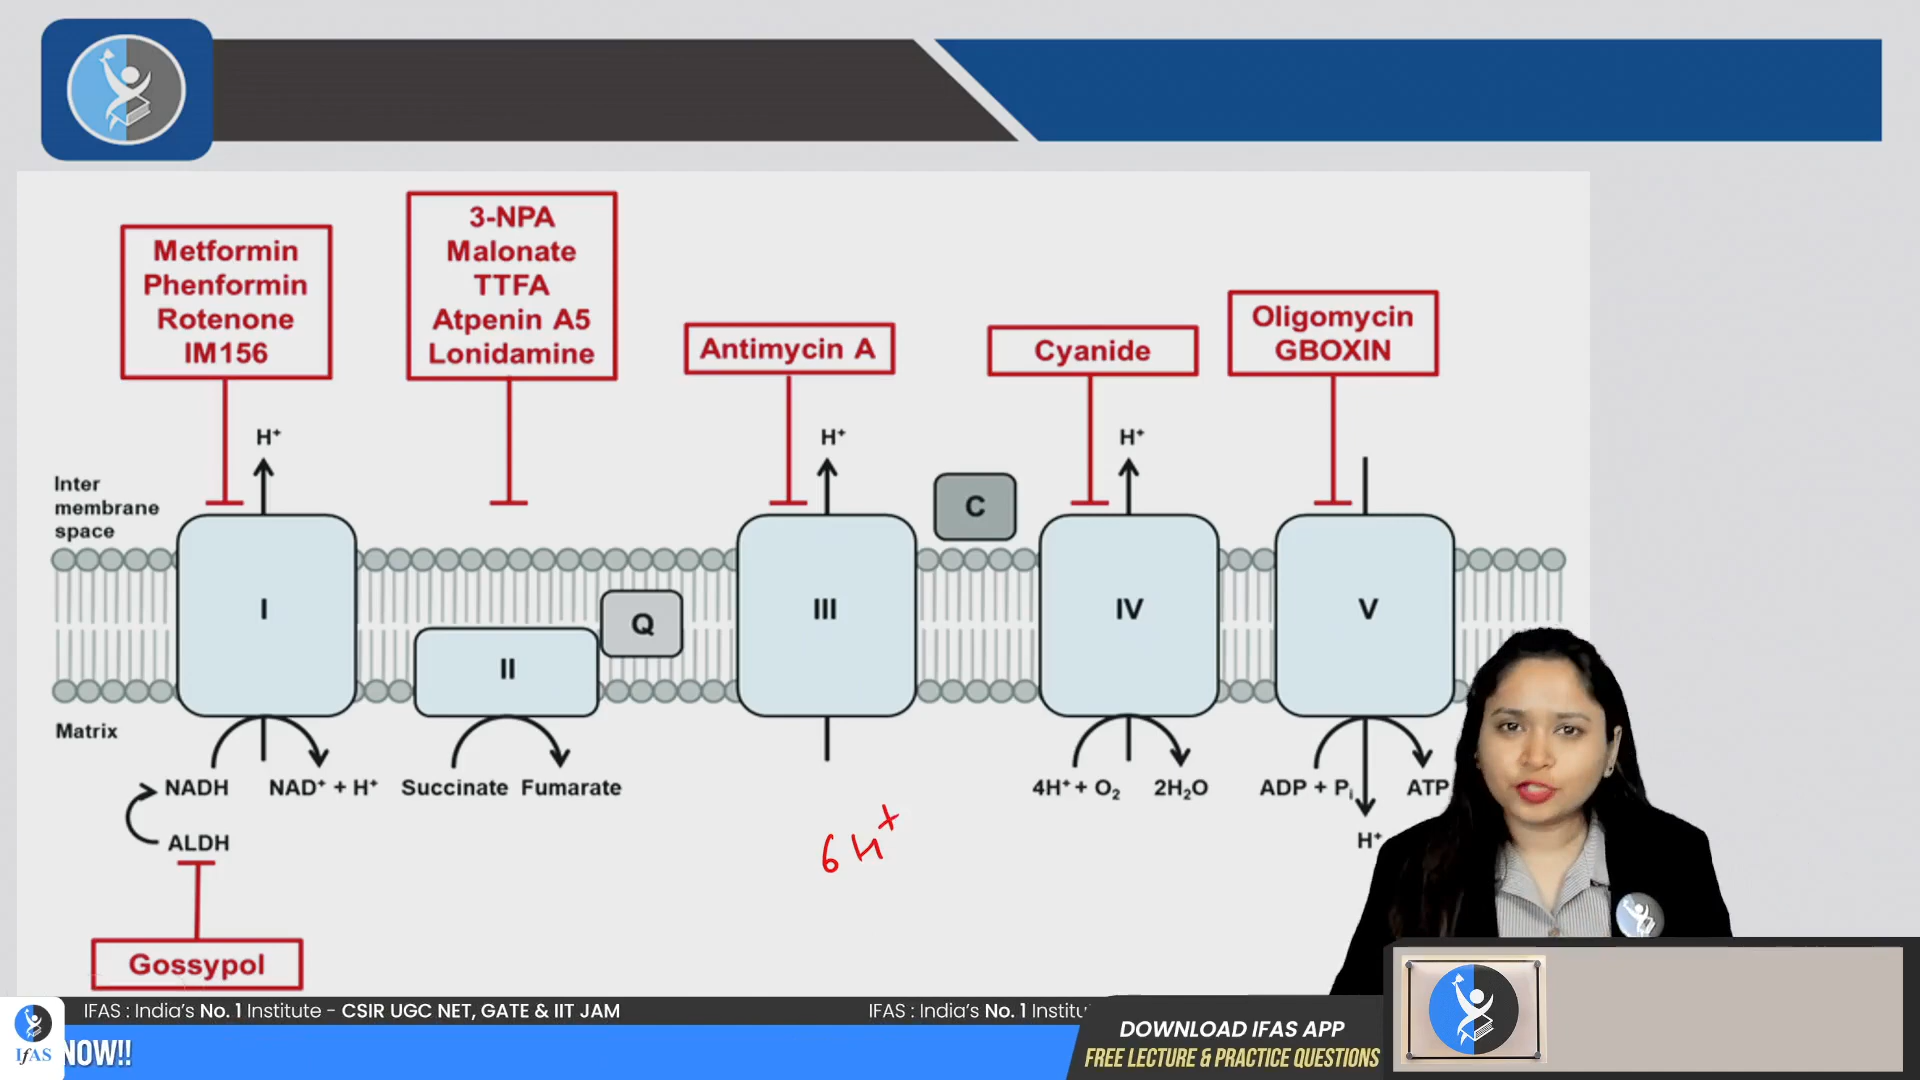 3-NPA
Malonate
TTFA
Atpenin A5
Lonidamine
Metformin
Phenformin
Rotenone
IM156
Antimycin A
Cyanide
Oligomycin
GBOXIN
H⁺
H⁺
H⁺
Inter
membrane
space
C
I
Q
II
III
IV
V
Matrix
NADH
NAD⁺ + H⁺
Succinate
Fumarate
4H⁺ + O₂
2H₂O
ADP + Pᵢ
ATP
ALDH
H⁺
6H⁺
Gossypol
IFAS : India's No. 1 Institute - CSIR UGC NET, GATE & IIT JAM
IFAS : India's No. 1 Institu
DOWNLOAD IFAS APP
FREE LECTURE & PRACTICE QUESTIONS
IfAS
NOW!!